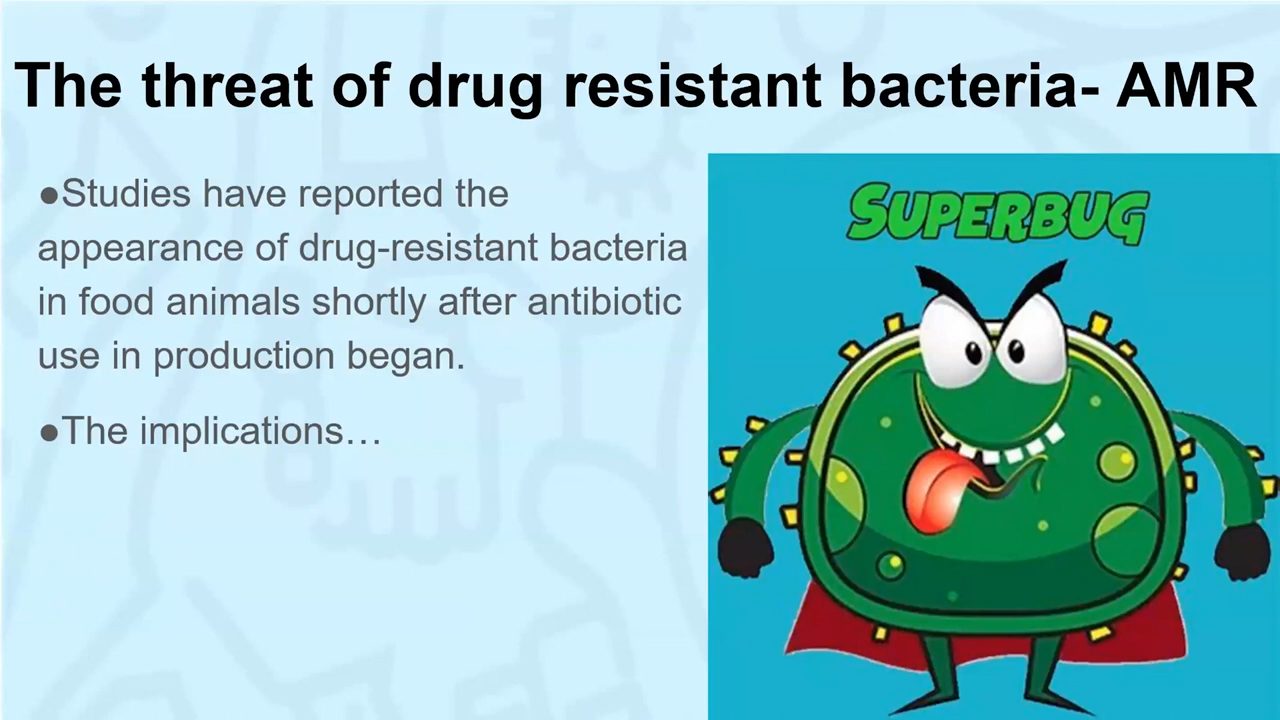 The threat of drug resistant bacteria- AMR
●Studies have reported the
appearance of drug-resistant bacteria
in food animals shortly after antibiotic
use in production began.
●The implications…
SUPERBUG